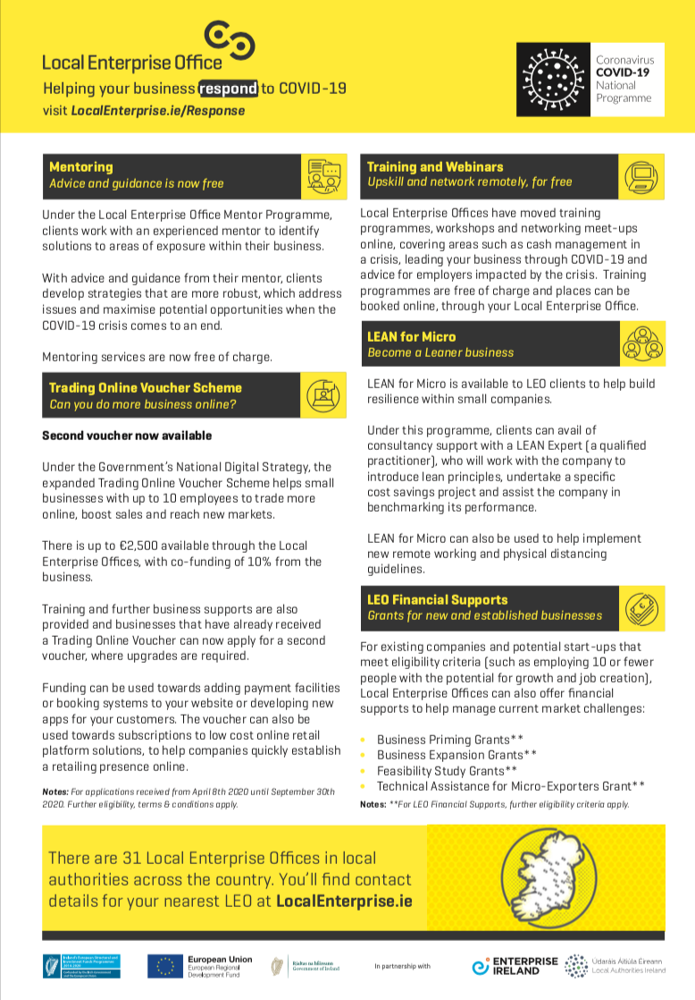 Local Enterprise Office
Helping your business respond to COVID-19
visit LocalEnterprise.ie/Response
Coronavirus
COVID-19
National
Programme
Mentoring
Advice and guidance is now free
Under the Local Enterprise Office Mentor Programme,
clients work with an experienced mentor to identify
solutions to areas of exposure within their business.
With advice and guidance from their mentor, clients
develop strategies that are more robust, which address
issues and maximise potential opportunities when the
COVID-19 crisis comes to an end.
Mentoring services are now free of charge.
Trading Online Voucher Scheme
Can you do more business online?
Second voucher now available
Under the Government's National Digital Strategy, the
expanded Trading Online Voucher Scheme helps small
businesses with up to 10 employees to trade more
online, boost sales and reach new markets.
There is up to €2,500 available through the Local
Enterprise Offices, with co-funding of 10% from the
business.
Training and further business supports are also
provided and businesses that have already received
a Trading Online Voucher can now apply for a second
voucher, where upgrades are required.
Funding can be used towards adding payment facilities
or booking systems to your website or developing new
apps for your customers. The voucher can also be
used towards subscriptions to low cost online retail
platform solutions, to help companies quickly establish
a retailing presence online.
Notes: For applications received from April 8th 2020 until September 30th
2020. Further eligibility, terms & conditions apply.
Training and Webinars
Upskill and network remotely, for free
Local Enterprise Offices have moved training
programmes, workshops and networking meet-ups
online, covering areas such as cash management in
a crisis, leading your business through COVID-19 and
advice for employers impacted by the crisis. Training
programmes are free of charge and places can be
booked online, through your Local Enterprise Office.
LEAN for Micro
Become a Leaner business
LEAN for Micro is available to LEO clients to help build
resilience within small companies.
Under this programme, clients can avail of
consultancy support with a LEAN Expert (a qualified
practitioner), who will work with the company to
introduce lean principles, undertake a specific
cost savings project and assist the company in
benchmarking its performance.
LEAN for Micro can also be used to help implement
new remote working and physical distancing
guidelines.
LEO Financial Supports
Grants for new and established businesses
For existing companies and potential start-ups that
meet eligibility criteria (such as employing 10 or fewer
people with the potential for growth and job creation),
Local Enterprise Offices can also offer financial
supports to help manage current market challenges:
• Business Priming Grants**
• Business Expansion Grants**
• Feasibility Study Grants**
• Technical Assistance for Micro-Exporters Grant**
Notes: **For LEO Financial Supports, further eligibility criteria apply.
There are 31 Local Enterprise Offices in local
authorities across the country. You'll find contact
details for your nearest LEO at LocalEnterprise.ie
Ireland's European Structural and
Investment Funds Programmes
2014-2020
Co-funded by the Irish Government
and the European Union
European Union
European Regional
Development Fund
Rialtas na hÉireann
Government of Ireland
In partnership with
ENTERPRISE
IRELAND
Údaráis Áitiúla Éireann
Local Authorities Ireland